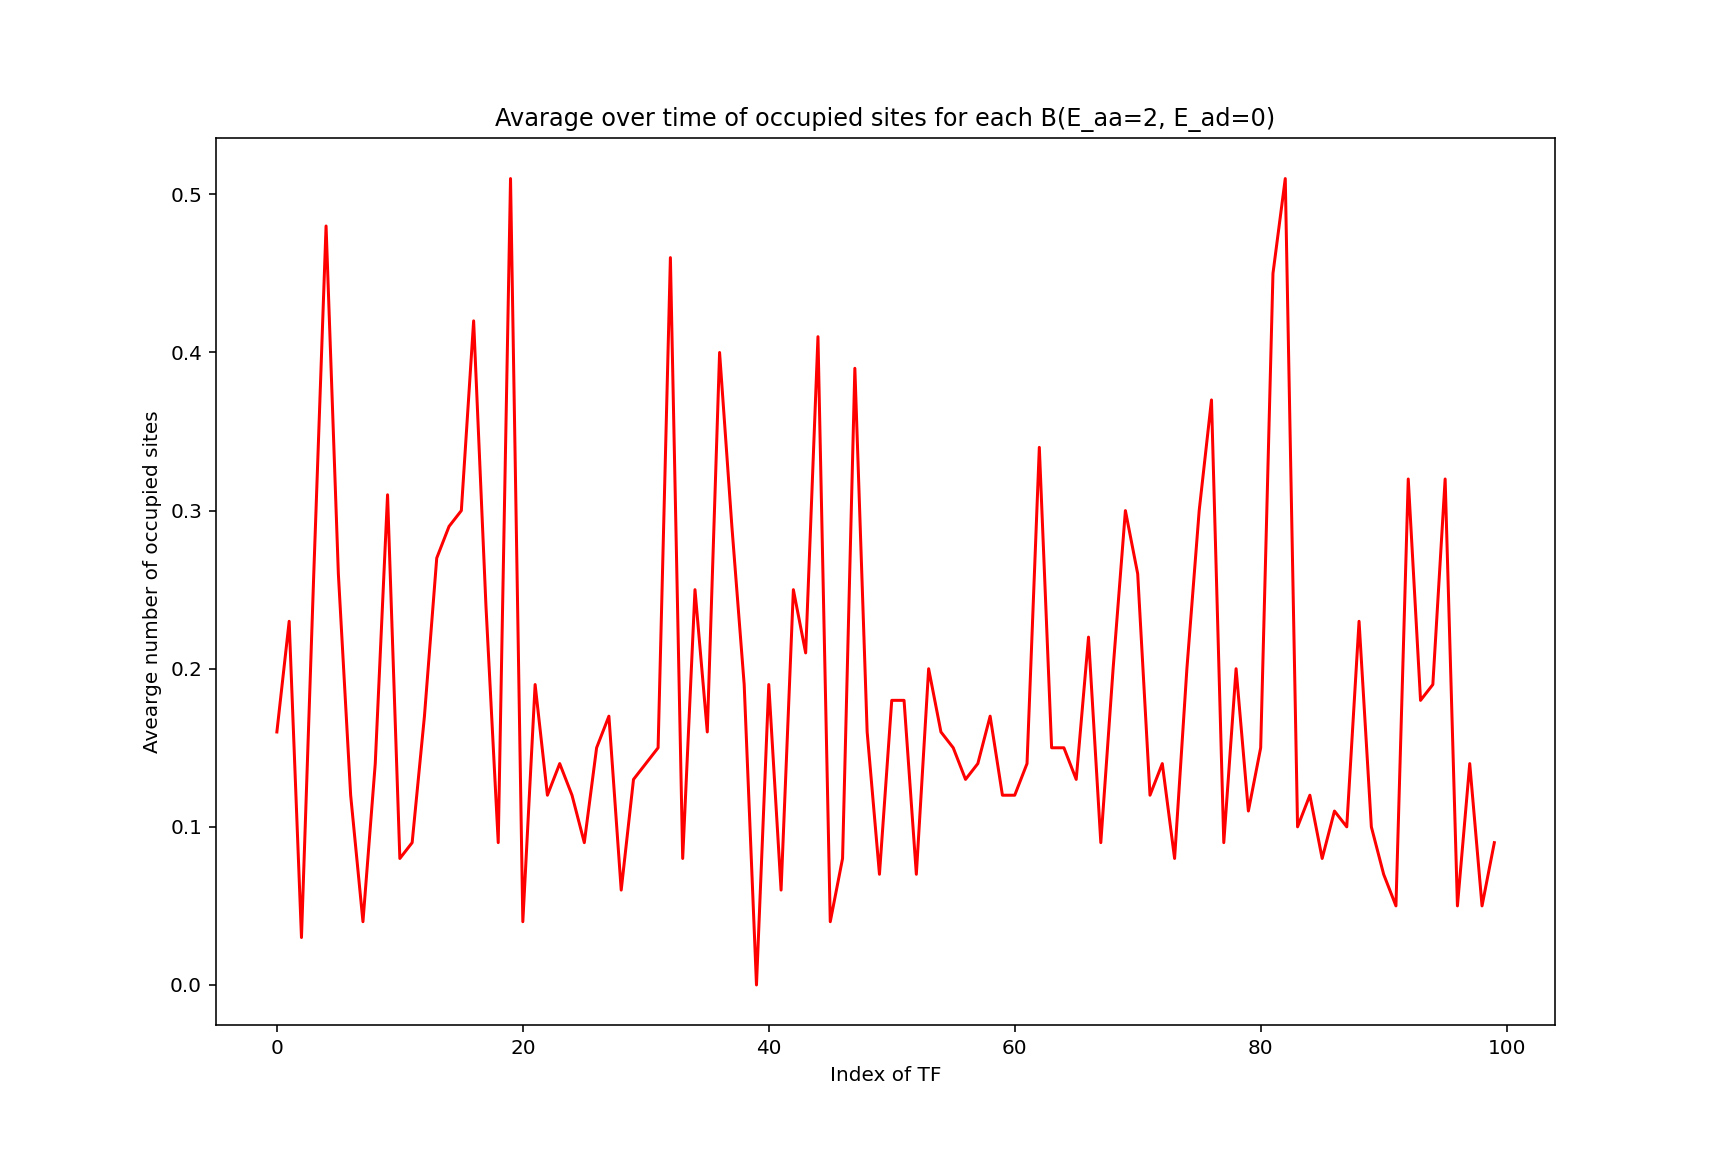 Avarage over time of occupied sites for each B(E_aa=2, E_ad=0)
Avearge number of occupied sites
0.5
0.4
0.3
0.2
0.1
0.0
0 20 40 60 80 100
Index of TF